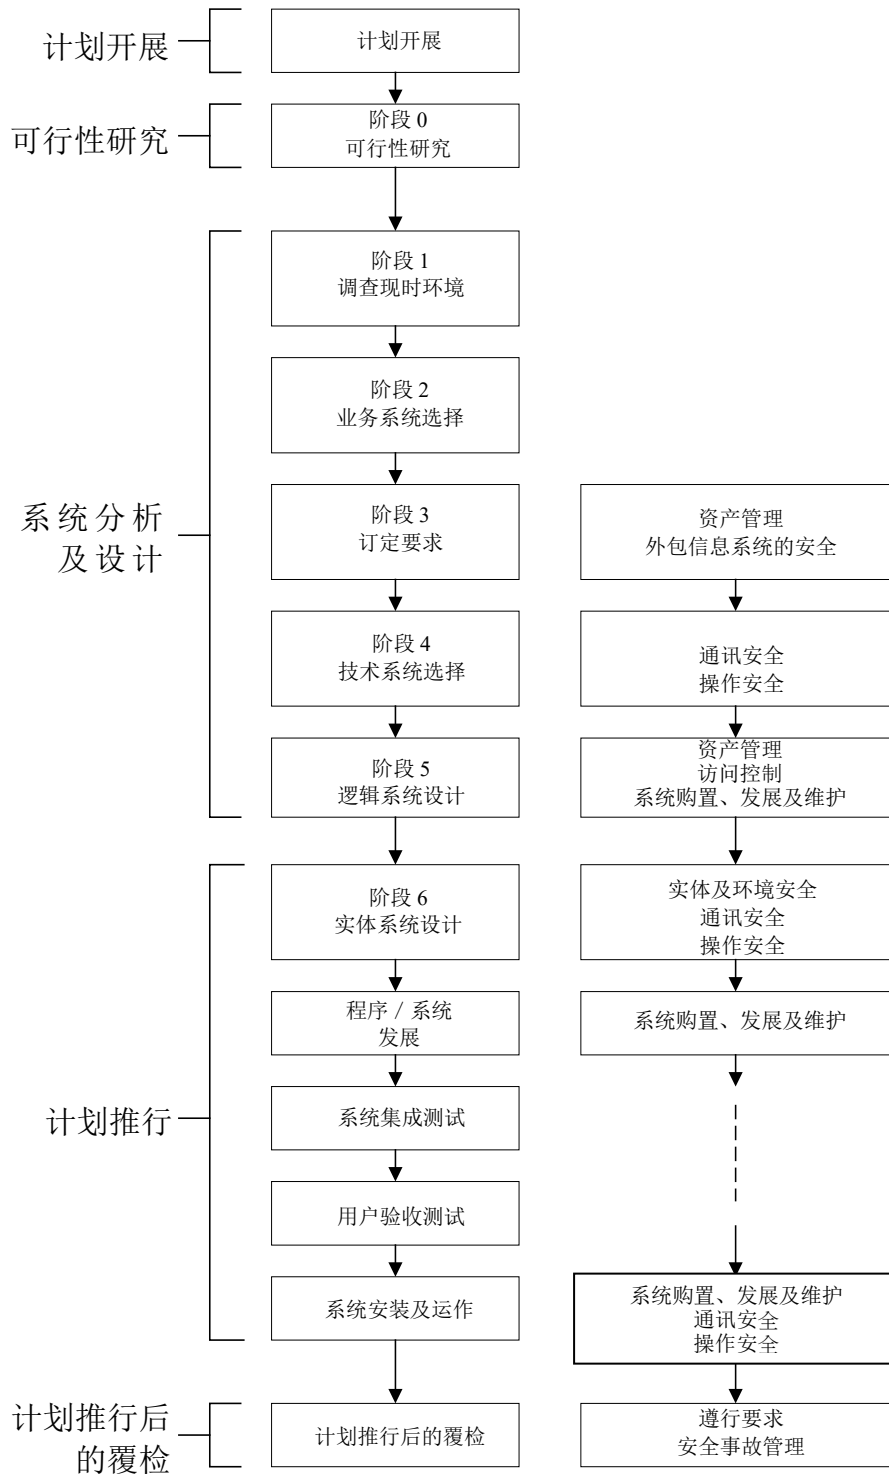 计划开展
计划开展
可行性研究
阶段 0
可行性研究
系统分析
及设计
阶段 1
调查现时环境
阶段 2
业务系统选择
阶段 3
订定要求
资产管理
外包信息系统的安全
阶段 4
技术系统选择
通讯安全
操作安全
阶段 5
逻辑系统设计
资产管理
访问控制
系统购置、发展及维护
计划推行
阶段 6
实体系统设计
实体及环境安全
通讯安全
操作安全
程序 / 系统
发展
系统购置、发展及维护
系统集成测试
用户验收测试
系统安装及运作
系统购置、发展及维护
通讯安全
操作安全
计划推行后
的覆检
计划推行后的覆检
遵行要求
安全事故管理